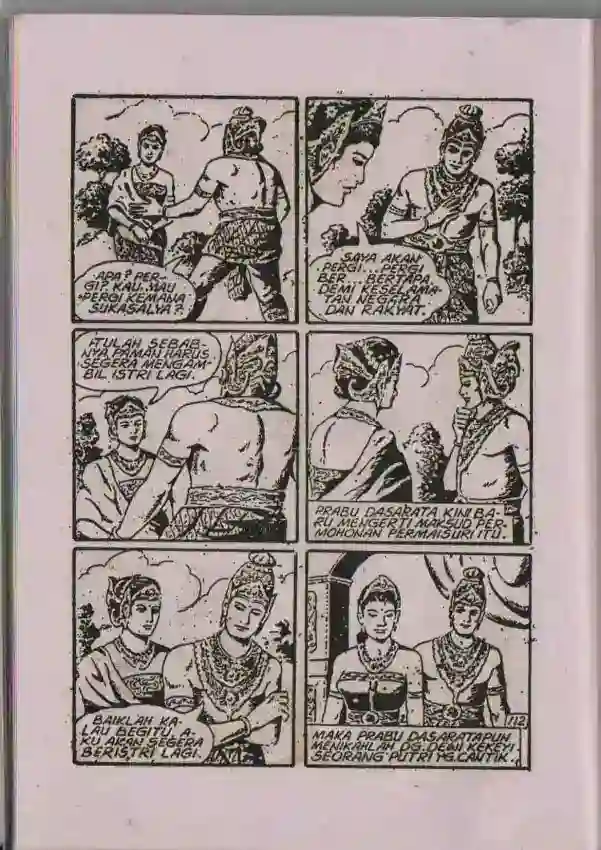 APA? PER-
GI? KAU..MAU
PERGI KEMANA
SUKASALYA?.
SAYA AKAN
PERGI... PERGI
BER....BERTAPA,
DEMI KESELAMA-
TAN NEGARA
DAN RAKYAT.
ITULAH SEBAB-
NYA PAMAN HARUS
SEGERA MENGAM-
BIL ISTRI LAGI.
PRABU DASARATA KINI BA-
RU MENGERTI MAKSUD PER-
MOHONAN PERMAISURI ITU.
BAIKLAH KA-
LAU BEGITU, A-
KU AKAN SEGERA
BERISTRI LAGI.
112
MAKA PRABU DASARATAPUN
MENIKAHLAH DG. DEWI KEKEYI
SEORANG PUTRI YG. CANTIK.